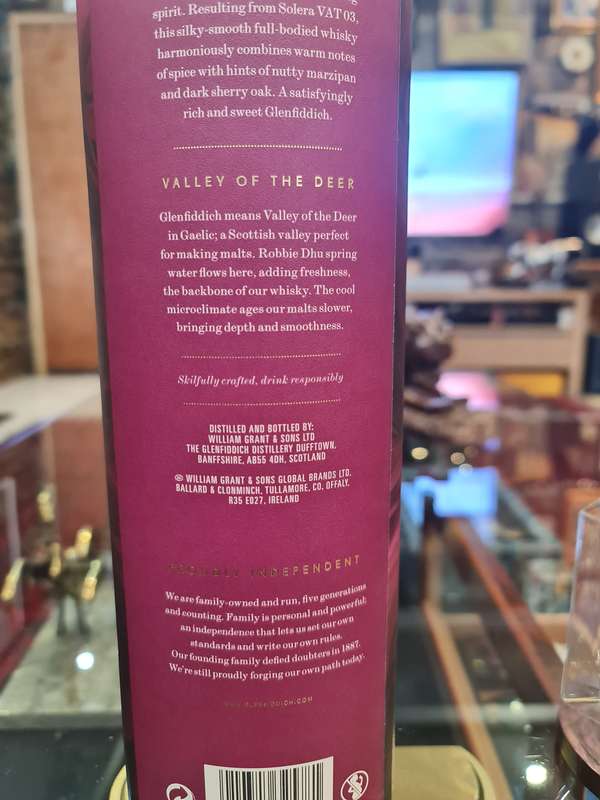 spirit. Resulting from Solera VAT 03,
this silky-smooth full-bodied whisky
harmoniously combines warm notes
of spice with hints of nutty marzipan
and dark sherry oak. A satisfyingly
rich and sweet Glenfiddich.
VALLEY OF THE DEER
Glenfiddich means Valley of the Deer
in Gaelic; a Scottish valley perfect
for making malts. Robbie Dhu spring
water flows here, adding freshness,
the backbone of our whisky. The cool
microclimate ages our malts slower,
bringing depth and smoothness.
Skilfully crafted, drink responsibly
DISTILLED AND BOTTLED BY:
WILLIAM GRANT & SONS LTD
THE GLENFIDDICH DISTILLERY DUFFTOWN,
BANFFSHIRE, AB55 4DH, SCOTLAND
® WILLIAM GRANT & SONS GLOBAL BRANDS LTD.
BALLARD & CLONMINCH, TULLAMORE, CO. OFFALY,
R35 E027, IRELAND
PROUDLY INDEPENDENT
We are family-owned and run, five generations
and counting. Family is personal and powerful;
an independence that lets us set our own
standards and write our own rules.
Our founding family defied doubters in 1887.
We're still proudly forging our own path today.
WWW.GLENFIDDICH.COM